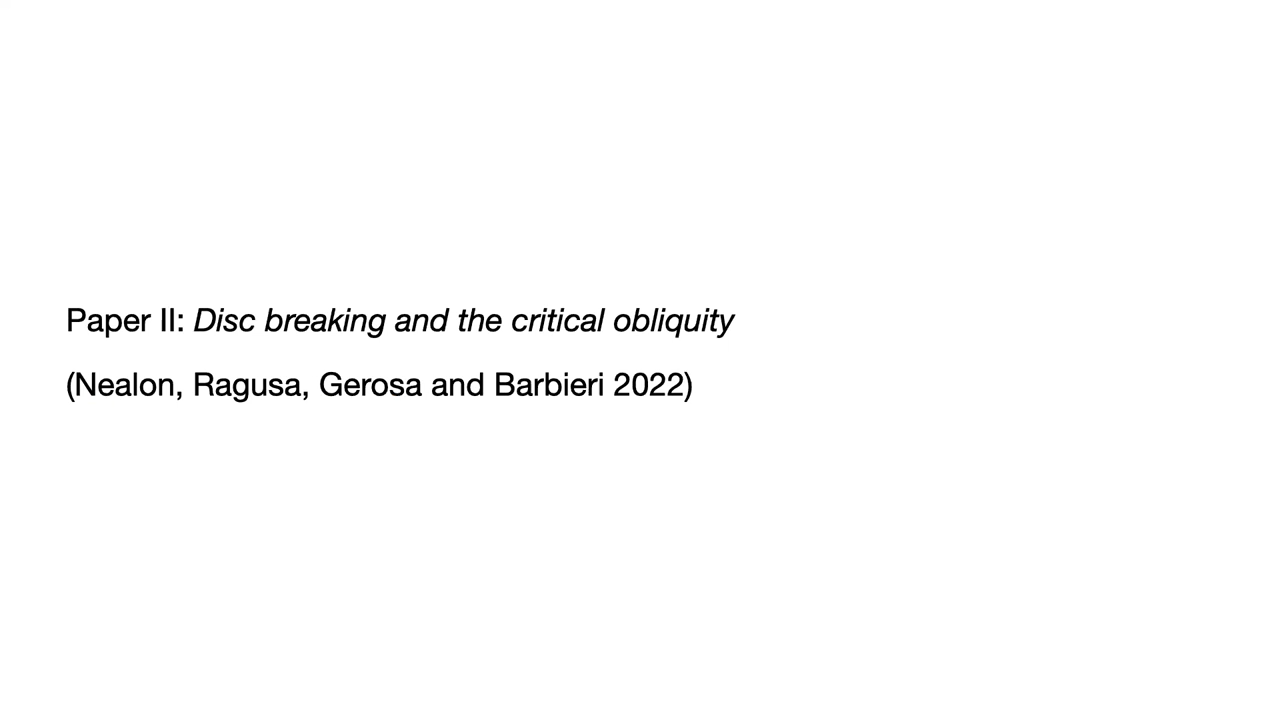 Paper II: Disc breaking and the critical obliquity
(Nealon, Ragusa, Gerosa and Barbieri 2022)